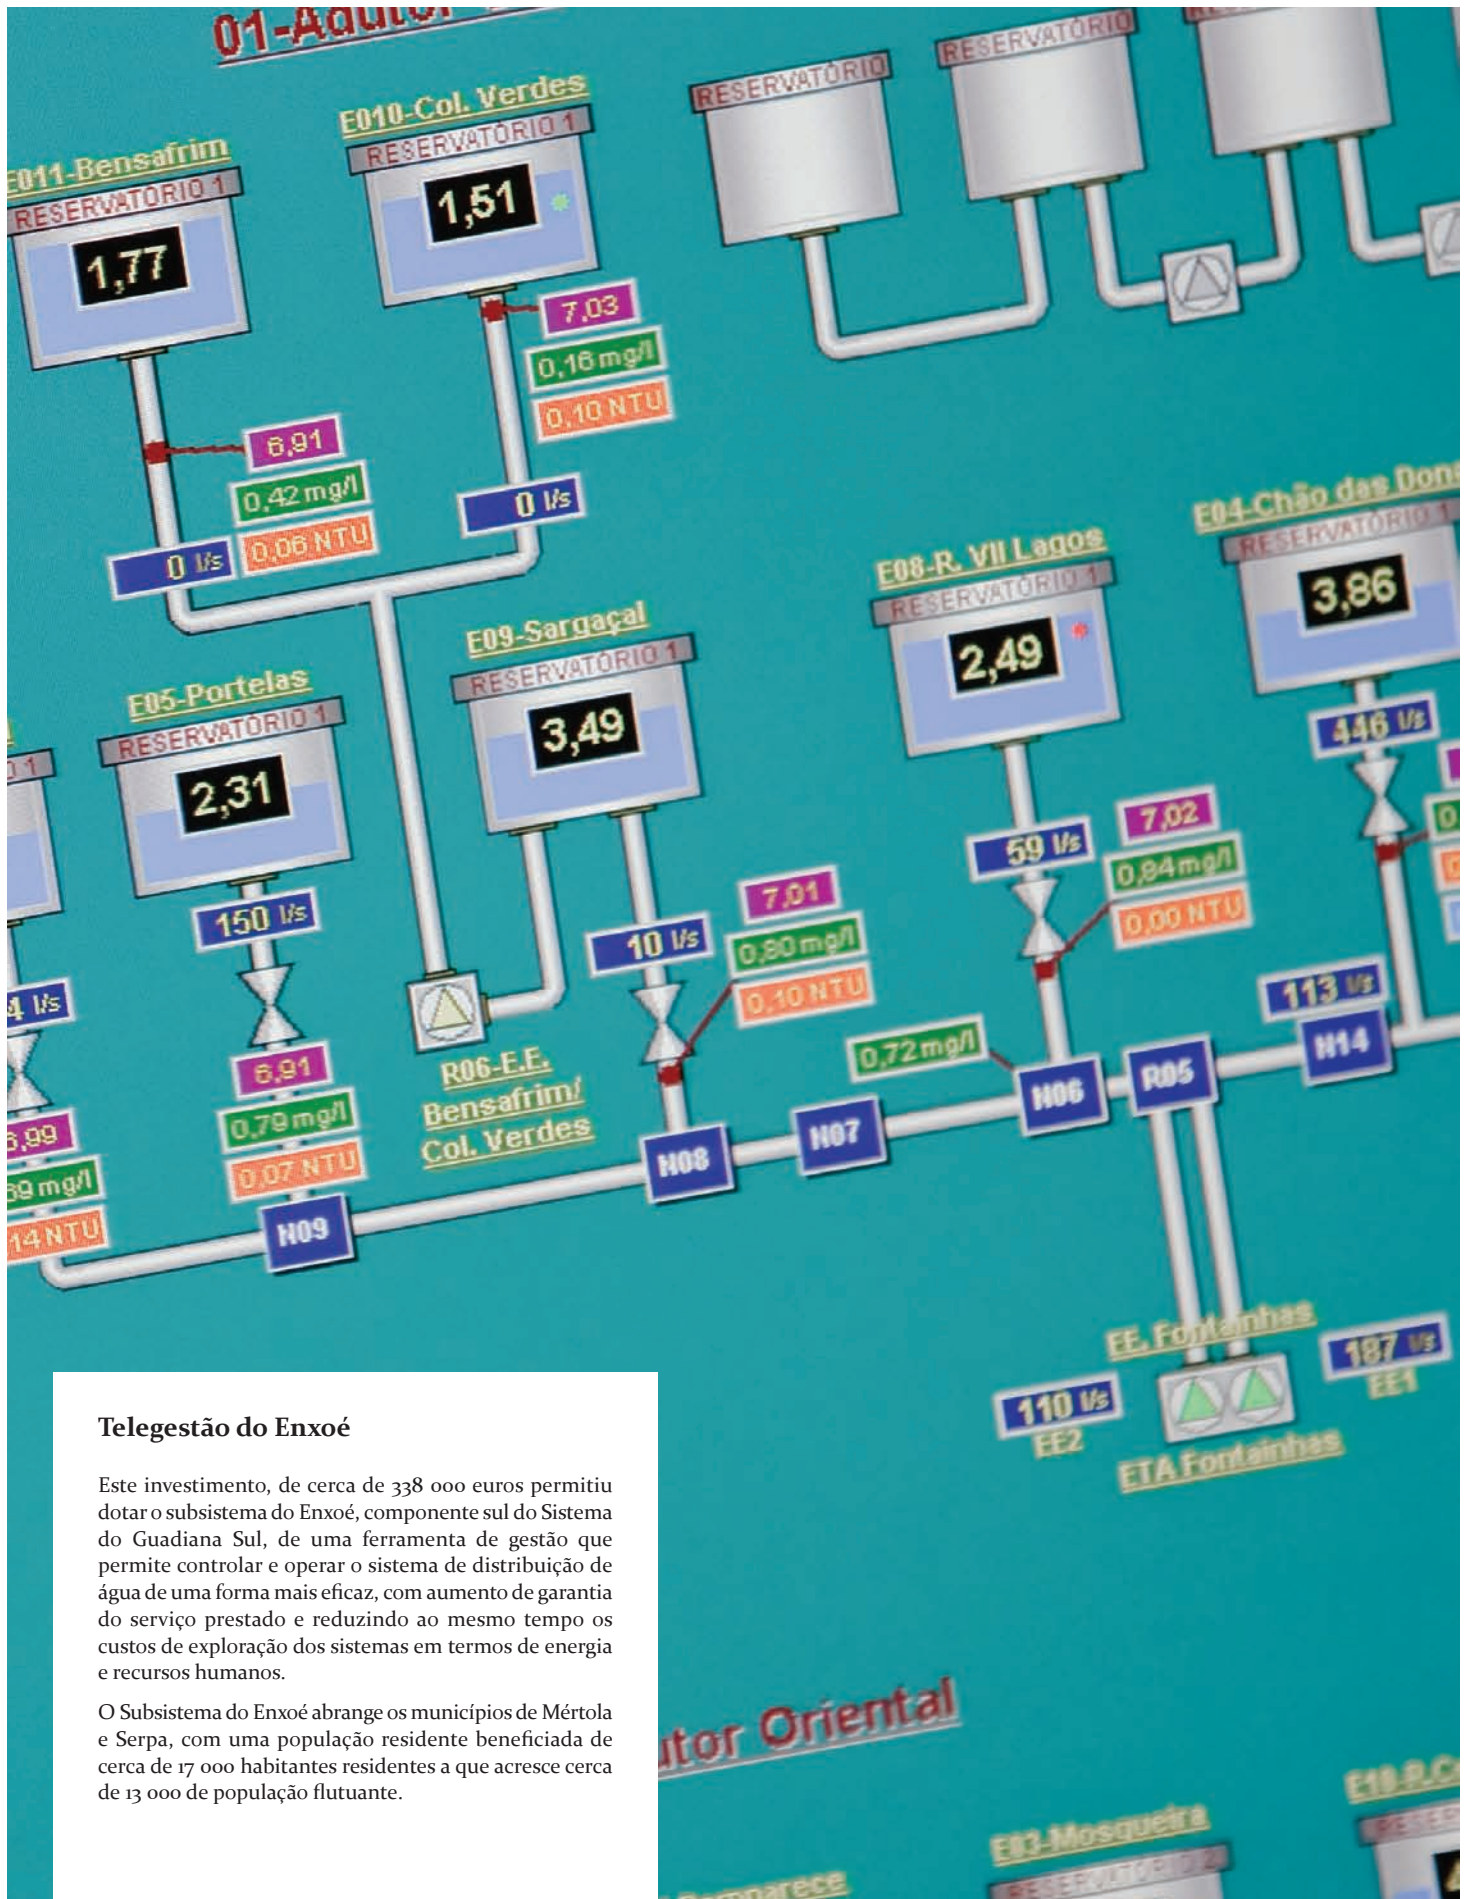 01-Adutor
RESERVATÓRIO
RESERVATÓRIO
E010-Col. Verdes
RESERVATÓRIO 1
1,51
E011-Bensafrim
RESERVATÓRIO 1
1,77
7,03
0,16 mg/l
0,10 NTU
6,91
0,42 mg/l
0,06 NTU
0 l/s
0 l/s
E04-Chão das Don
RESERVATÓRIO 1
3,86
E08-R. VII Lagos
RESERVATÓRIO 1
2,49
E09-Sargaçal
RESERVATÓRIO 1
3,49
E05-Portelas
RESERVATÓRIO 1
2,31
446 l/s
59 l/s
7,02
0,84 mg/l
0,00 NTU
150 l/s
10 l/s
7,01
0,80 mg/l
0,10 NTU
4 l/s
113 l/s
N14
0,72 mg/l
N06
R05
6,91
0,79 mg/l
0,07 NTU
R06-E.E.
Bensafrim/
Col. Verdes
N08
N07
,99
39 mg/l
14 NTU
N09
EE. Fontainhas
187 l/s
EE1
110 l/s
EE2
ETA Fontainhas
Telegestão do Enxoé
Este investimento, de cerca de 338 000 euros permitiu
dotar o subsistema do Enxoé, componente sul do Sistema
do Guadiana Sul, de uma ferramenta de gestão que
permite controlar e operar o sistema de distribuição de
água de uma forma mais eficaz, com aumento de garantia
do serviço prestado e reduzindo ao mesmo tempo os
custos de exploração dos sistemas em termos de energia
e recursos humanos.
O Subsistema do Enxoé abrange os municípios de Mértola
e Serpa, com uma população residente beneficiada de
cerca de 17 000 habitantes residentes a que acresce cerca
de 13 000 de população flutuante.
utor Oriental
E03-Mosqueira
RESERVATÓRIO 2